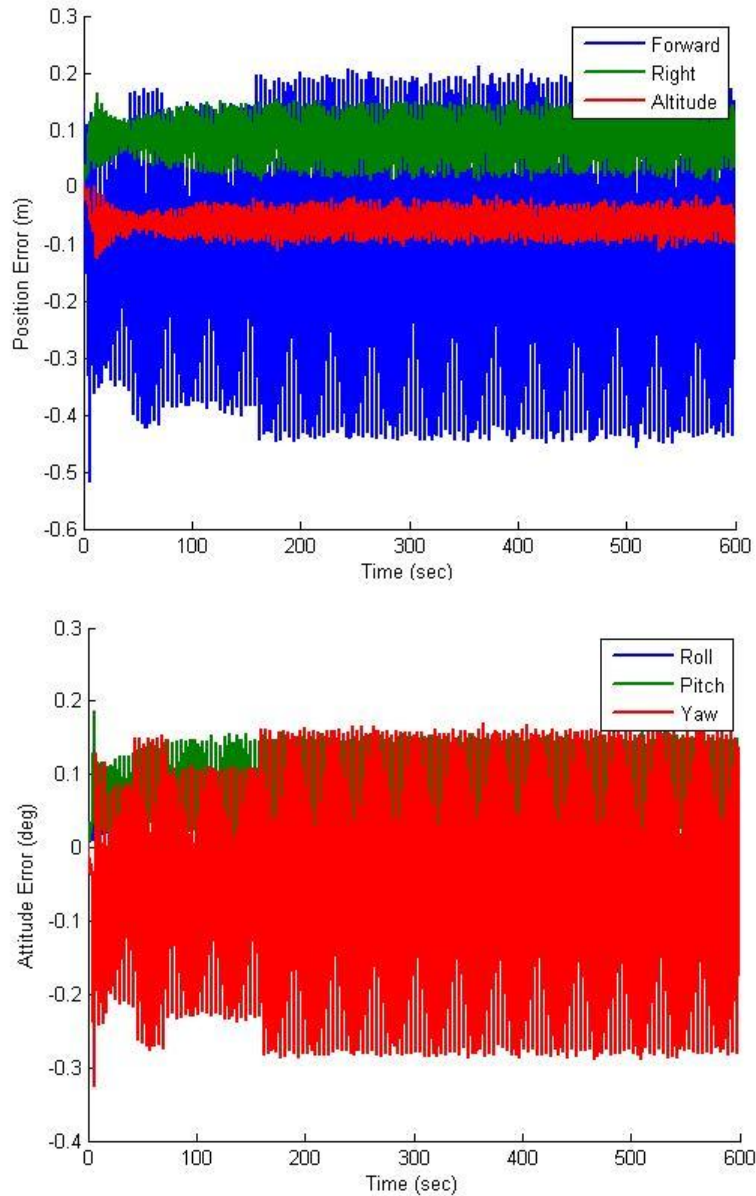 0.3
0.2
0.1
0
-0.1
-0.2
-0.3
-0.4
-0.5
-0.6
Position Error (m)
Forward
Right
Altitude
0 100 200 300 400 500 600
Time (sec)
0.3
0.2
0.1
0
-0.1
-0.2
-0.3
-0.4
Attitude Error (deg)
Roll
Pitch
Yaw
0 100 200 300 400 500 600
Time (sec)